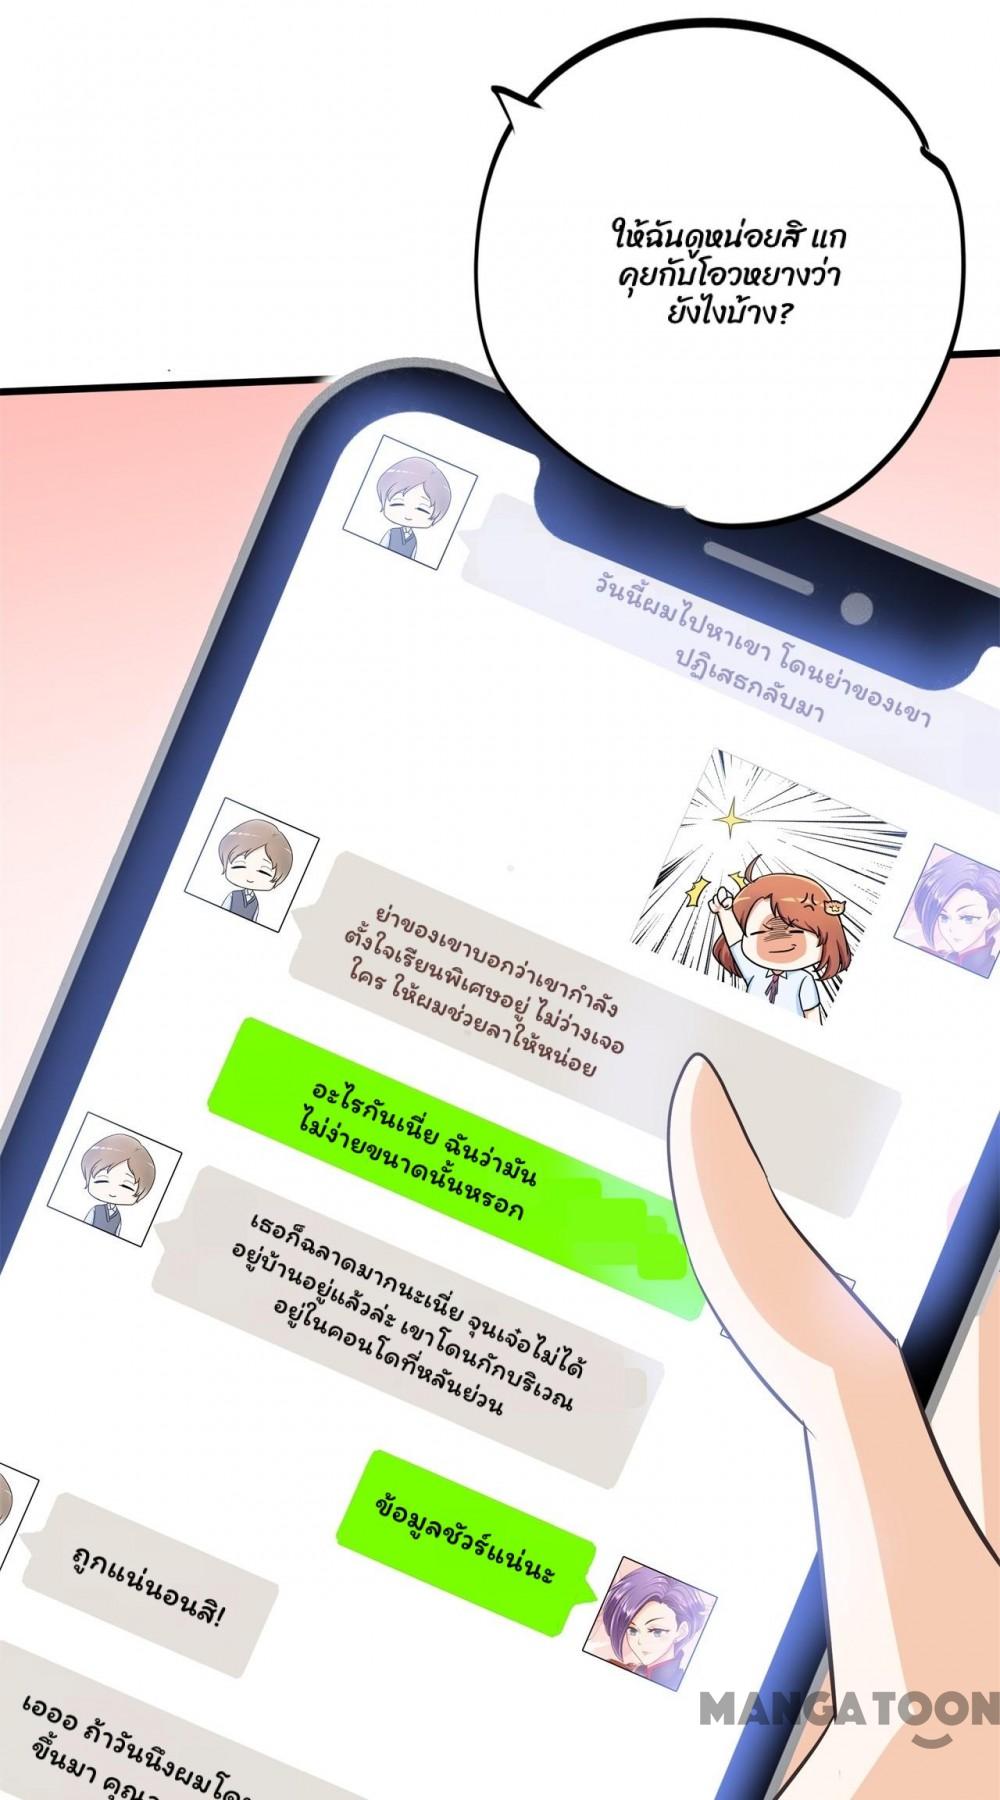 ให้ฉันดูหน่อยสิ แก
คุยกับโอวหยางว่า
ยังไงบ้าง?
วันนี้ผมไปหาเขา โดนย่าของเขา
ปฏิเสธกลับมา
ย่าของเขาบอกว่าเขากำลัง
ตั้งใจเรียนพิเศษอยู่ ไม่ว่างเจอ
ใคร ให้ผมช่วยลาให้หน่อย
อะไรกันเนี่ย ฉันว่ามัน
ไม่ง่ายขนาดนั้นหรอก
เธอก็ฉลาดมากนะเนี่ย จุนเจ๋อไม่ได้
อยู่บ้านอยู่แล้วล่ะ เขาโดนกักบริเวณ
อยู่ในคอนโดที่หลันย่วน
ข้อมูลชัวร์แน่นะ
ถูกแน่นอนสิ!
เอออ ถ้าวันนึงผมโดน
ขึ้นมา
MANGATOON